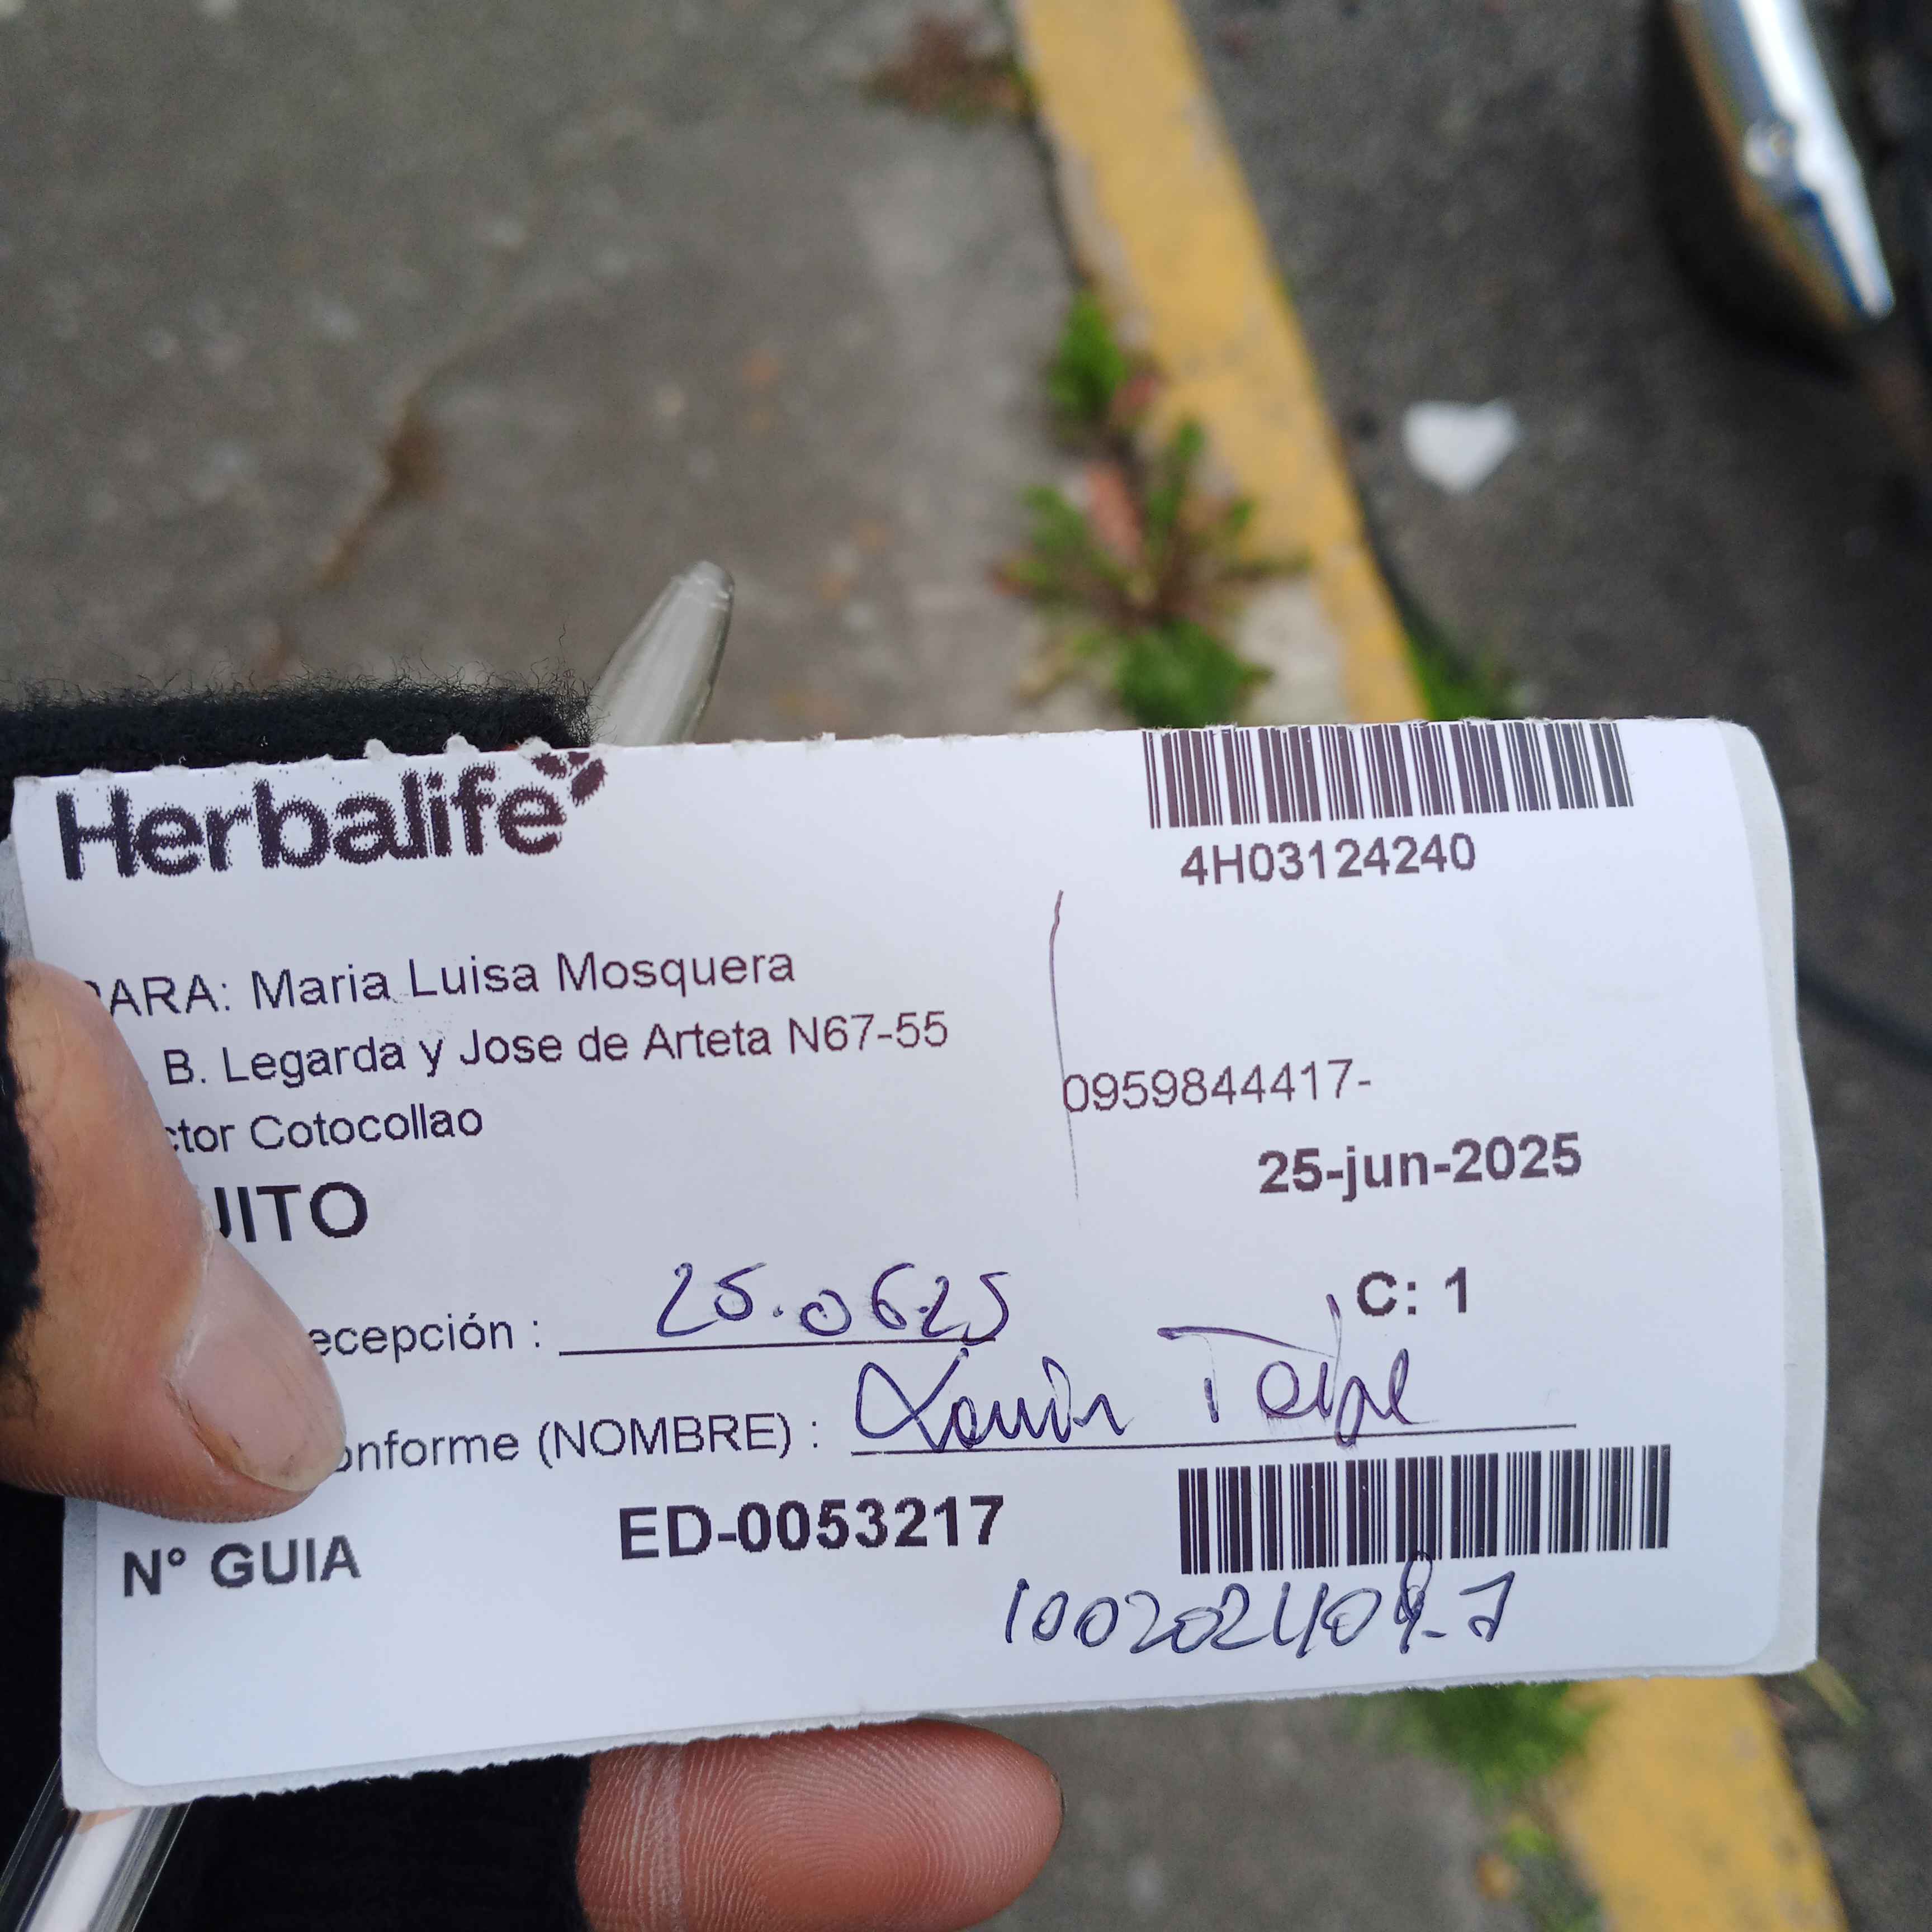 Herbalife
4H03124240
PARA: Maria Luisa Mosquera
B. Legarda y Jose de Arteta N67-55
ctor Cotocollao
0959844417-
25-jun-2025
UITO
C: 1
ecepción : 25.06.25
onforme (NOMBRE) :
N° GUIA ED-0053217